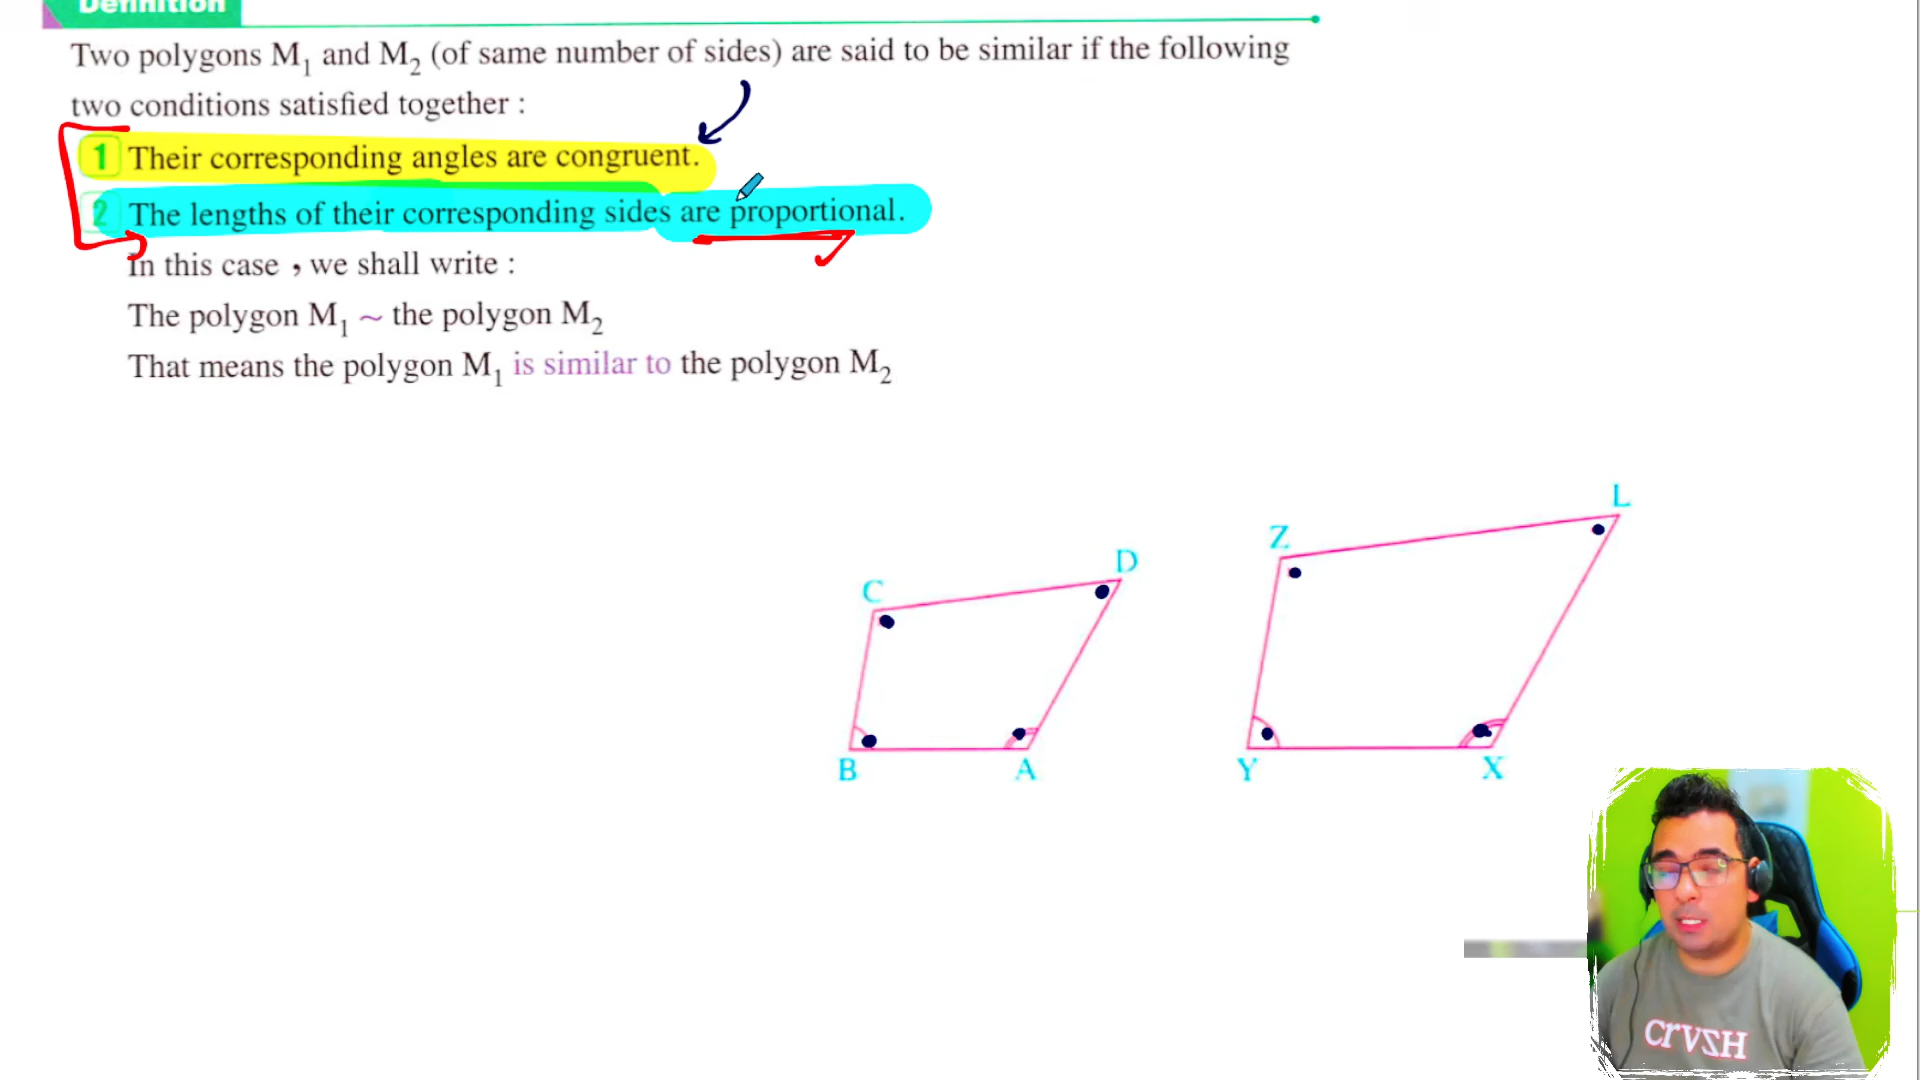 Definition
Two polygons M₁ and M₂ (of same number of sides) are said to be similar if the following
two conditions satisfied together :
1 Their corresponding angles are congruent.
2 The lengths of their corresponding sides are proportional.
In this case , we shall write :
The polygon M₁ ~ the polygon M₂
That means the polygon M₁ is similar to the polygon M₂
L
Z
D
C
B
A
Y
X
CRVSH